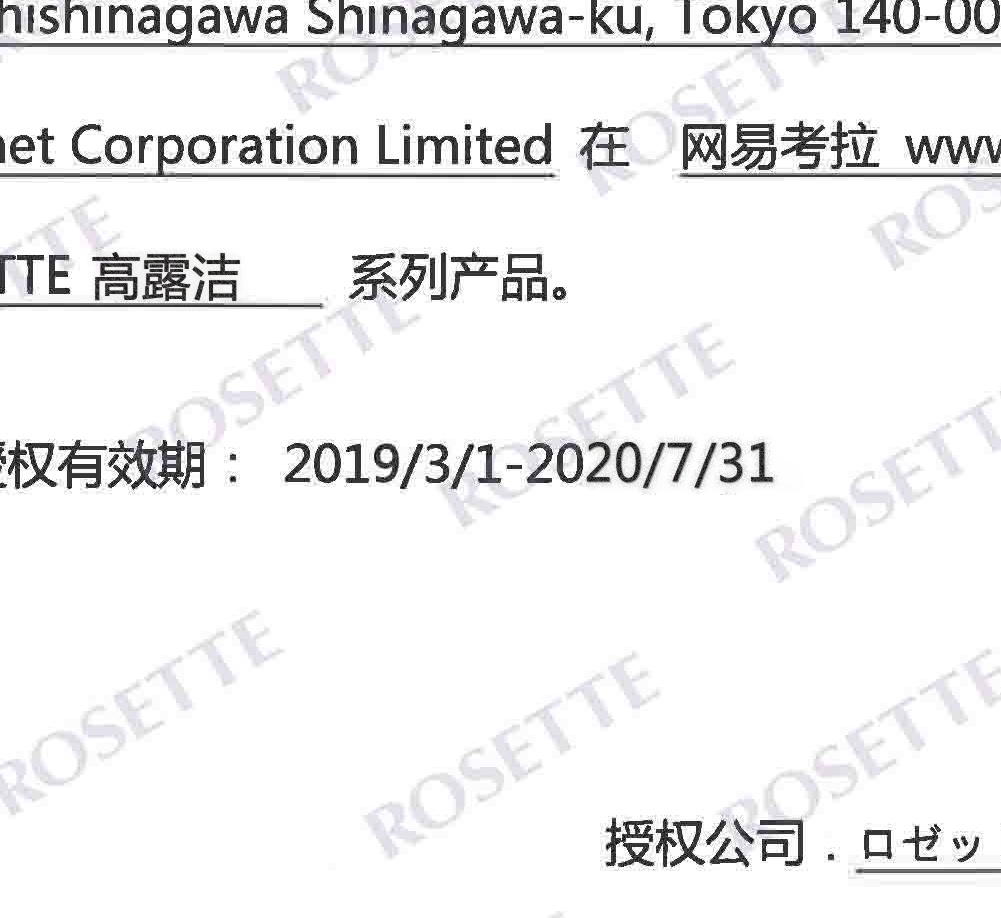 hishinagawa Shinagawa-ku, Tokyo 140-00
net Corporation Limited 在 网易考拉 www
TTE 高露洁 系列产品。
授权有效期： 2019/3/1-2020/7/31
授权公司．ロゼッ
ROSETTE
ROSETTE
ROSETTE
ROSETTE
ROSETTE
ROSETTE
ROSETTE
ROSETTE
ROSETTE